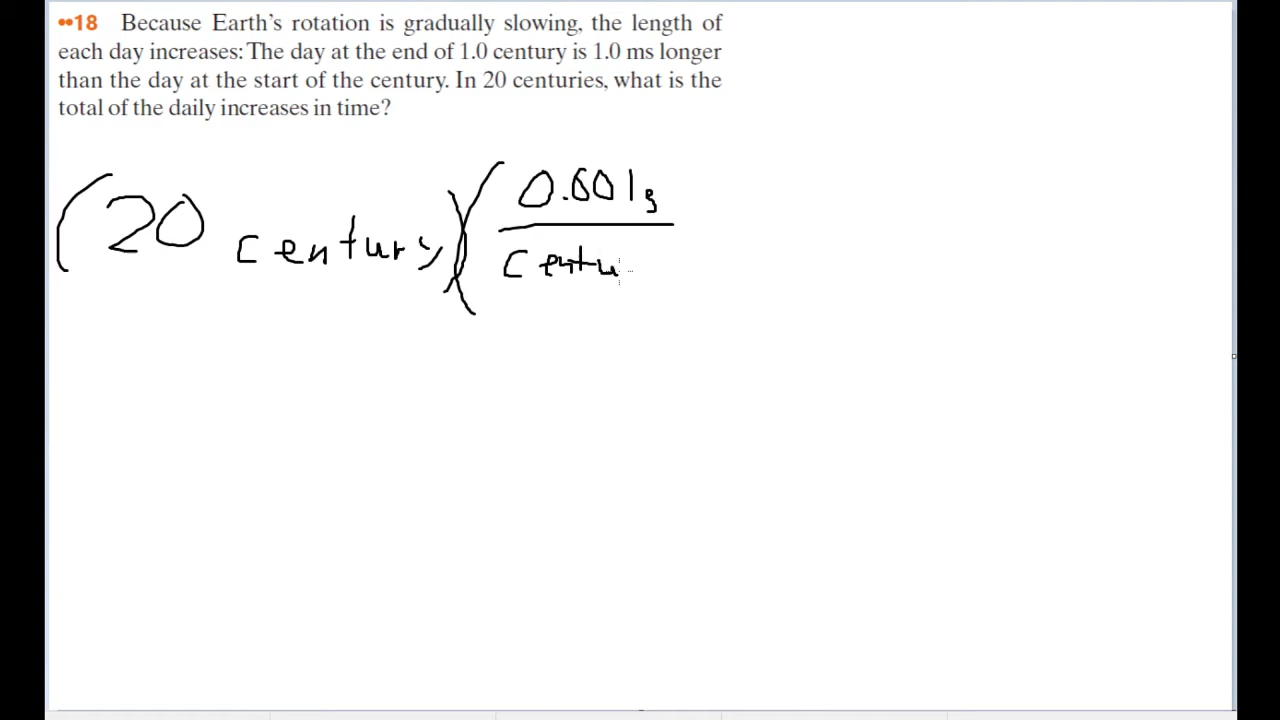 ••18 Because Earth's rotation is gradually slowing, the length of
each day increases: The day at the end of 1.0 century is 1.0 ms longer
than the day at the start of the century. In 20 centuries, what is the
total of the daily increases in time?
(20 century)(0.001s
centu